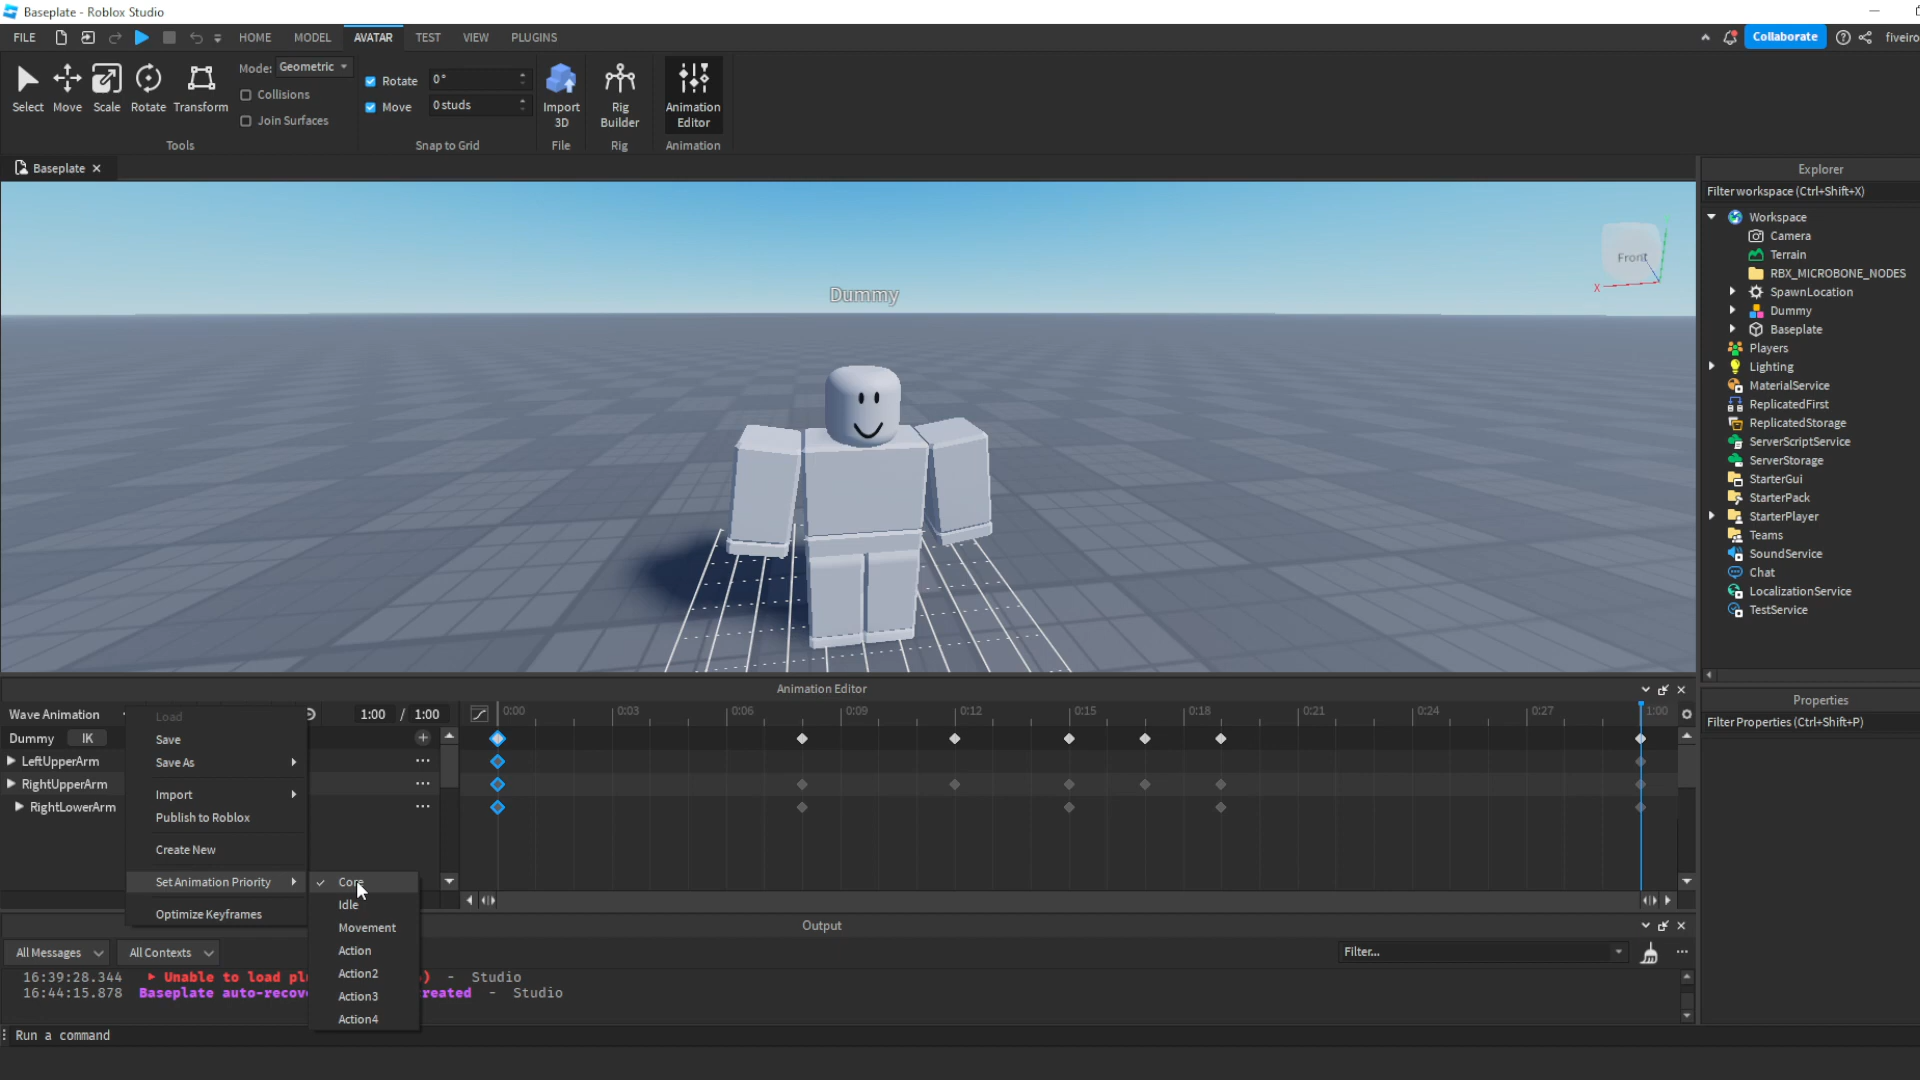 Baseplate - Roblox Studio
FILE HOME MODEL AVATAR TEST VIEW PLUGINS Collaborate fiveiro
Select Move Scale Rotate Transform
Mode: Geometric
Collisions
Join Surfaces
Tools
Rotate 0°
Move 0 studs
Snap to Grid
Import 3D
File
Rig Builder
Rig
Animation Editor
Animation
Baseplate
Dummy
Front
X
Explorer
Filter workspace (Ctrl+Shift+X)
Workspace
Camera
Terrain
RBX_MICROBONE_NODES
SpawnLocation
Dummy
Baseplate
Players
Lighting
MaterialService
ReplicatedFirst
ReplicatedStorage
ServerScriptService
ServerStorage
StarterGui
StarterPack
StarterPlayer
Teams
SoundService
Chat
LocalizationService
TestService
Properties
Filter Properties (Ctrl+Shift+P)
Animation Editor
Wave Animation 1:00 / 1:00 0:00 0:03 0:06 0:09 0:12 0:15 0:18 0:21 0:24 0:27 1:00
Dummy IK
LeftUpperArm
RightUpperArm
RightLowerArm
Load
Save
Save As
Import
Publish to Roblox
Create New
Set Animation Priority
Optimize Keyframes
Core
Idle
Movement
Action
Action2
Action3
Action4
Output
All Messages All Contexts Filter...
16:39:28.344 Unable to load - Studio
16:44:15.878 Baseplate - Studio
Run a command